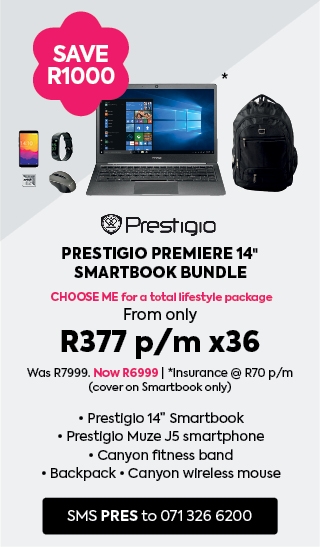 SAVE
R1000
*
Prestigio
PRESTIGIO PREMIERE 14"
SMARTBOOK BUNDLE
CHOOSE ME for a total lifestyle package
From only
R377 p/m x36
Was R7999. Now R6999 | *Insurance @ R70 p/m
(cover on Smartbook only)
• Prestigio 14" Smartbook
• Prestigio Muze J5 smartphone
• Canyon fitness band
• Backpack • Canyon wireless mouse
SMS PRES to 071 326 6200